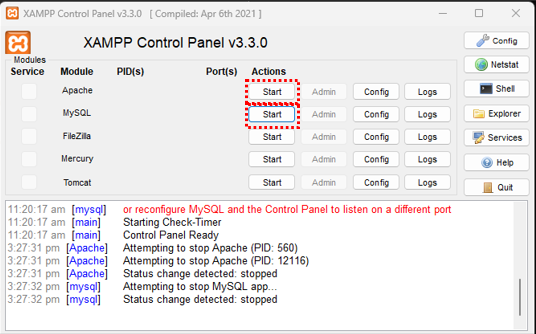 XAMPP Control Panel v3.3.0 [ Compiled: Apr 6th 2021 ]
XAMPP Control Panel v3.3.0
Config
Modules
Service Module PID(s) Port(s) Actions
Netstat
Apache Start Admin Config Logs
Shell
MySQL Start Admin Config Logs
Explorer
FileZilla Start Admin Config Logs
Services
Mercury Start Admin Config Logs
Help
Tomcat Start Admin Config Logs
Quit
11:20:17 am [mysql] or reconfigure MySQL and the Control Panel to listen on a different port
11:20:17 am [main] Starting Check-Timer
11:20:17 am [main] Control Panel Ready
3:27:31 pm [Apache] Attempting to stop Apache (PID: 560)
3:27:31 pm [Apache] Attempting to stop Apache (PID: 12116)
3:27:32 pm [Apache] Status change detected: stopped
3:27:32 pm [mysql] Attempting to stop MySQL app...
3:27:32 pm [mysql] Status change detected: stopped